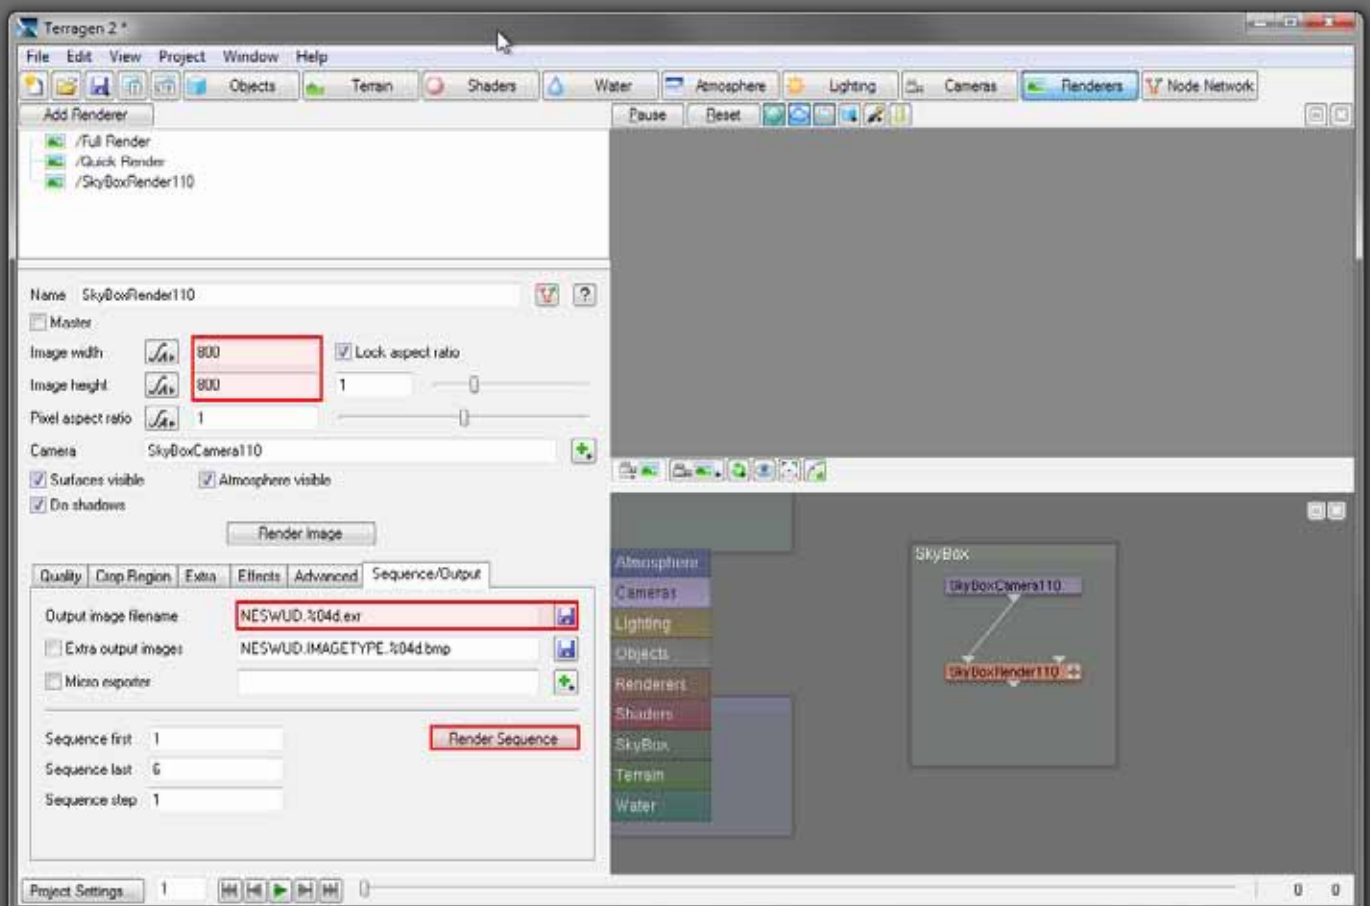 Terragen 2 *
File Edit View Project Window Help
Objects Terrain Shaders Water Atmosphere Lighting Cameras Renderers Node Network
Add Renderer
Pause Reset
/Full Render
/Quick Render
/SkyBoxRender110
Name SkyBoxRender110 ?
Master
Image width 800 Lock aspect ratio
Image height 800 1
Pixel aspect ratio 1
Camera SkyBoxCamera110
Surfaces visible Atmosphere visible
Do shadows
Render Image
Quality Crop Region Extra Effects Advanced Sequence/Output
Output image filename NESWUD.%04d.exr
Extra output images NESWUD.IMAGETYPE.%04d.bmp
Micro exporter
Sequence first 1 Render Sequence
Sequence last 6
Sequence step 1
Atmosphere
Cameras
Lighting
Objects
Renderers
Shaders
SkyBox
Terrain
Water
SkyBox
SkyBoxCamera110
SkyBoxRender110
Project Settings... 1 0 0